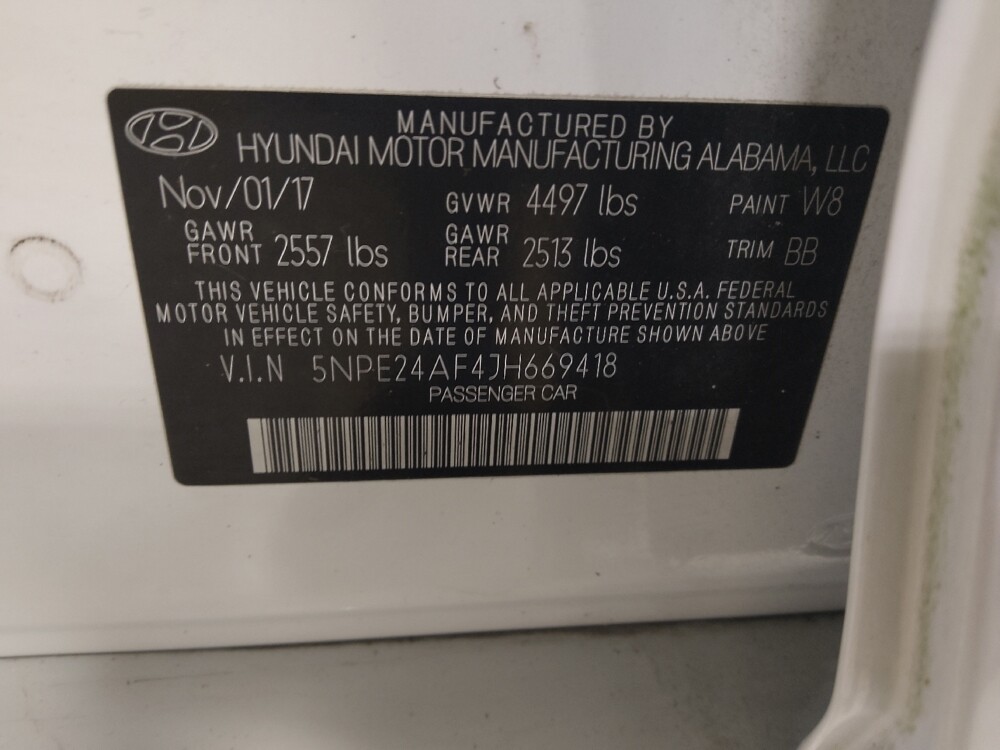 MANUFACTURED BY
HYUNDAI MOTOR MANUFACTURING ALABAMA, LLC
Nov/01/17 GVWR 4497 lbs PAINT W8
GAWR FRONT 2557 lbs GAWR REAR 2513 lbs TRIM BB
THIS VEHICLE CONFORMS TO ALL APPLICABLE U.S.A. FEDERAL
MOTOR VEHICLE SAFETY, BUMPER, AND THEFT PREVENTION STANDARDS
IN EFFECT ON THE DATE OF MANUFACTURE SHOWN ABOVE
V.I.N 5NPE24AF4JH669418
PASSENGER CAR